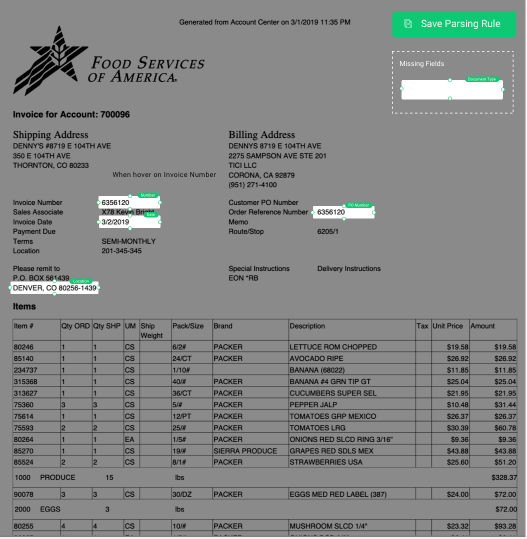 Generated from Account Center on 3/1/2019 11:35 PM
Save Parsing Rule
Missing Fields
Document Type
FOOD SERVICES
OF AMERICA
Invoice for Account: 700096
Shipping Address
DENNY'S #8719 E 104TH AVE
350 E 104TH AVE
THORNTON, CO 80233
Billing Address
DENNYS 8719 E 104TH AVE
2275 SAMPSON AVE STE 201
TICI LLC
CORONA, CA 92879
(951) 271-4100
When hover on Invoice Number
Number
Invoice Number 6356120
Sales Associate X78 Kevin Bright
Date
Invoice Date 3/2/2019
Payment Due
Terms SEMI-MONTHLY
Location 201-345-345
Customer PO Number
PO Number
Order Reference Number 6356120
Memo
Route/Stop 6205/1
Please remit to
P.O. BOX 561439
Location
DENVER, CO 80256-1439
Special Instructions Delivery Instructions
EON *RB
Items
Item # Qty ORD Qty SHP UM Ship Weight Pack/Size Brand Description Tax Unit Price Amount
80246 1 1 CS 6/2# PACKER LETTUCE ROM CHOPPED $19.58 $19.58
85140 1 1 CS 24/CT PACKER AVOCADO RIPE $26.92 $26.92
234737 1 1 CS 1/10# BANANA (68022) $11.85 $11.85
315368 1 1 CS 40/# PACKER BANANA #4 GRN TIP GT $25.04 $25.04
313627 1 1 CS 36/CT PACKER CUCUMBERS SUPER SEL $21.95 $21.95
75360 3 3 CS 5/# PACKER PEPPER JALP $10.48 $31.44
75614 1 1 CS 12/PT PACKER TOMATOES GRP MEXICO $26.37 $26.37
75593 2 2 CS 25/# PACKER TOMATOES LRG $30.39 $60.78
80264 1 1 EA 1/5# PACKER ONIONS RED SLCD RING 3/16" $9.36 $9.36
85270 1 1 CS 19/# SIERRA PRODUCE GRAPES RED SDLS MEX $43.88 $43.88
85524 2 2 CS 8/1# PACKER STRAWBERRIES USA $25.60 $51.20
1000 PRODUCE 15 lbs $328.37
90078 3 3 CS 30/DZ PACKER EGGS MED RED LABEL (387) $24.00 $72.00
2000 EGGS 3 lbs $72.00
80255 4 4 CS 10/# PACKER MUSHROOM SLCD 1/4" $23.32 $93.28